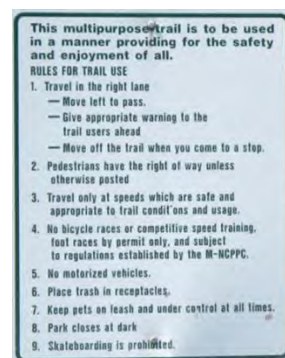 This multipurpose trail is to be used
in a manner providing for the safety
and enjoyment of all.
RULES FOR TRAIL USE
1. Travel in the right lane
— Move left to pass.
— Give appropriate warning to the
trail users ahead
— Move off the trail when you come to a stop.
2. Pedestrians have the right of way unless
otherwise posted
3. Travel only at speeds which are safe and
appropriate to trail conditions and usage.
4. No bicycle races or competitive speed training,
foot races by permit only, and subject
to regulations established by the M-NCPPC.
5. No motorized vehicles.
6. Place trash in receptacles.
7. Keep pets on leash and under control at all times.
8. Park closes at dark
9. Skateboarding is prohibited.